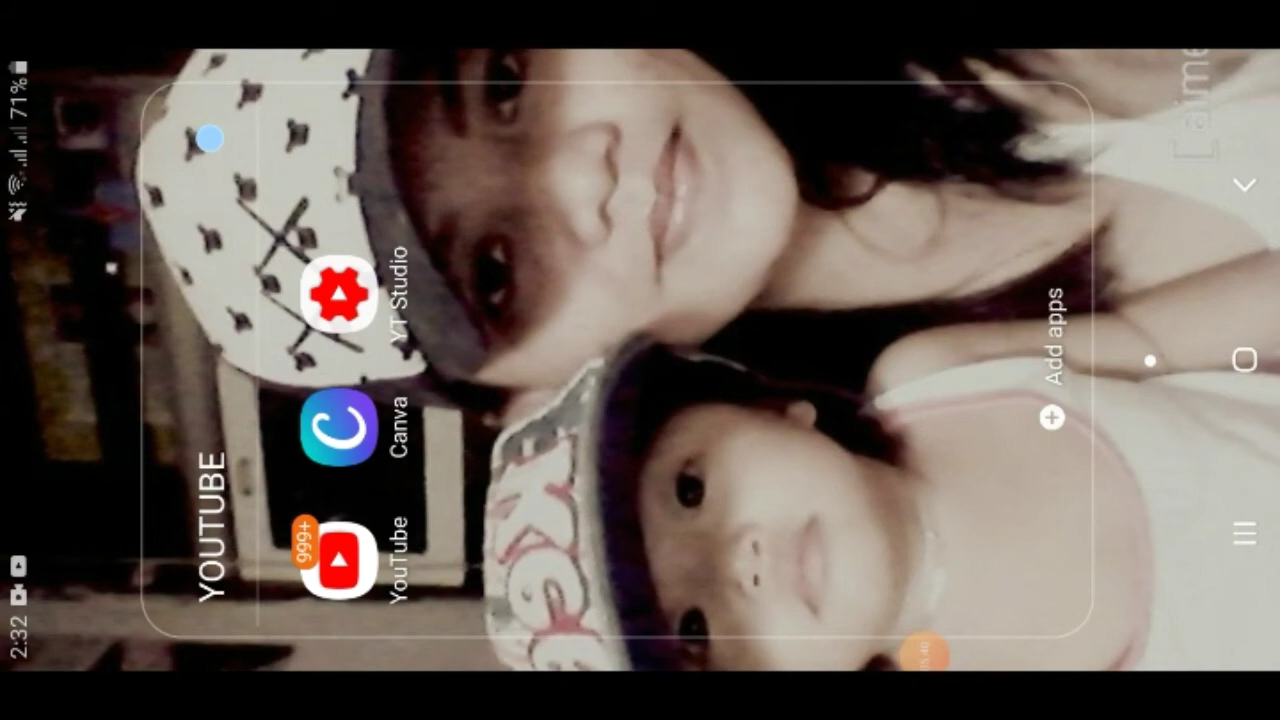 2:32
71%
YOUTUBE
999+
YouTube
Canva
YT Studio
Add apps